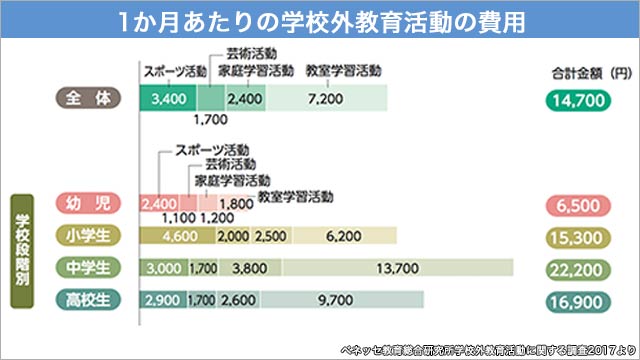 1か月あたりの学校外教育活動の費用
芸術活動
スポーツ活動 家庭学習活動 教室学習活動 合計金額（円）
全体 3,400 2,400 7,200 14,700
1,700
スポーツ活動
芸術活動
家庭学習活動
教室学習活動
学校段階別
幼児 2,400 1,800 6,500
1,100 1,200
小学生 4,600 2,000 2,500 6,200 15,300
中学生 3,000 1,700 3,800 13,700 22,200
高校生 2,900 1,700 2,600 9,700 16,900
ベネッセ教育総合研究所学校外教育活動に関する調査2017より